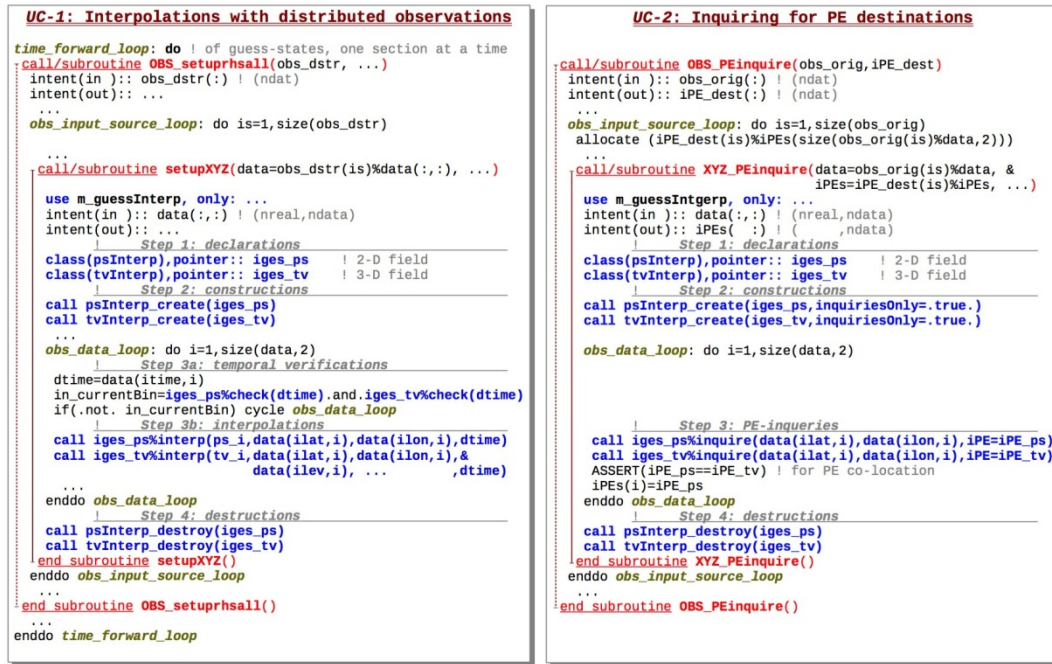 UC-1: Interpolations with distributed observations
time_forward_loop: do ! of guess-states, one section at a time
call/subroutine OBS_setuprhsall(obs_dstr, ...)
intent(in ):: obs_dstr(:) ! (ndat)
intent(out):: ...
...
obs_input_source_loop: do is=1,size(obs_dstr)
...
call/subroutine setupXYZ(data=obs_dstr(is)%data(:,:), ...)
use m_guessInterp, only: ...
intent(in ):: data(:,:) ! (nreal,ndata)
intent(out):: ...
! Step 1: declarations
class(psInterp),pointer:: iges_ps ! 2-D field
class(tvInterp),pointer:: iges_tv ! 3-D field
! Step 2: constructions
call psInterp_create(iges_ps)
call tvInterp_create(iges_tv)
...
obs_data_loop: do i=1,size(data,2)
! Step 3a: temporal verifications
dtime=data(itime,i)
in_currentBin=iges_ps%check(dtime).and.iges_tv%check(dtime)
if(.not. in_currentBin) cycle obs_data_loop
! Step 3b: interpolations
call iges_ps%interp(ps_i,data(ilat,i),data(ilon,i),dtime)
call iges_tv%interp(tv_i,data(ilat,i),data(ilon,i),&
data(ilev,i), ... ,dtime)
...
enddo obs_data_loop
! Step 4: destructions
call psInterp_destroy(iges_ps)
call tvInterp_destroy(iges_tv)
end subroutine setupXYZ()
enddo obs_input_source_loop
...
end subroutine OBS_setuprhsall()
...
enddo time_forward_loop
UC-2: Inquiring for PE destinations
call/subroutine OBS_PEinquire(obs_orig,iPE_dest)
intent(in ):: obs_orig(:) ! (ndat)
intent(out):: iPE_dest(:) ! (ndat)
...
obs_input_source_loop: do is=1,size(obs_orig)
allocate (iPE_dest(is)%iPEs(size(obs_orig(is)%data,2)))
...
call/subroutine XYZ_PEinquire(data=obs_orig(is)%data, &
iPEs=iPE_dest(is)%iPEs, ...)
use m_guessIntgerp, only: ...
intent(in ):: data(:,:) ! (nreal,ndata)
intent(out):: iPEs( :) ! ( ,ndata)
! Step 1: declarations
class(psInterp),pointer:: iges_ps ! 2-D field
class(tvInterp),pointer:: iges_tv ! 3-D field
! Step 2: constructions
call psInterp_create(iges_ps,inquiriesOnly=.true.)
call tvInterp_create(iges_tv,inquiriesOnly=.true.)
obs_data_loop: do i=1,size(data,2)
! Step 3: PE-inqueries
call iges_ps%inquire(data(ilat,i),data(ilon,i),iPE=iPE_ps)
call iges_tv%inquire(data(ilat,i),data(ilon,i),iPE=iPE_tv)
ASSERT(iPE_ps==iPE_tv) ! for PE co-location
iPEs(i)=iPE_ps
enddo obs_data_loop
! Step 4: destructions
call psInterp_destroy(iges_ps)
call tvInterp_destroy(iges_tv)
end subroutine XYZ_PEinquire()
enddo obs_input_source_loop
...
end subroutine OBS_PEinquire()